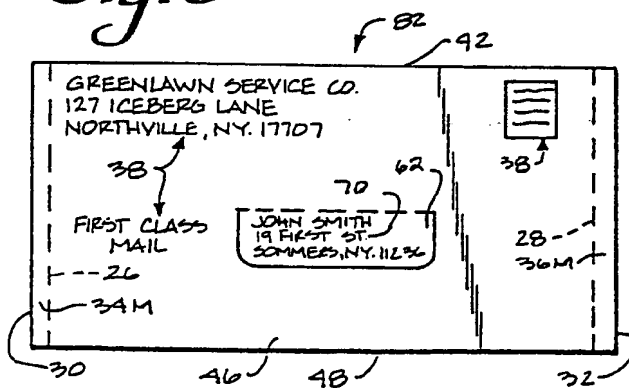 82
42
GREENLAWN SERVICE CO.
127 ICEBERG LANE
NORTHVILLE, NY. 17707
38
38
62
70
FIRST CLASS
MAIL
JOHN SMITH
19 FIRST ST.
SOMMERS, NY. 11236
28
36M
26
34M
30
46
48
32